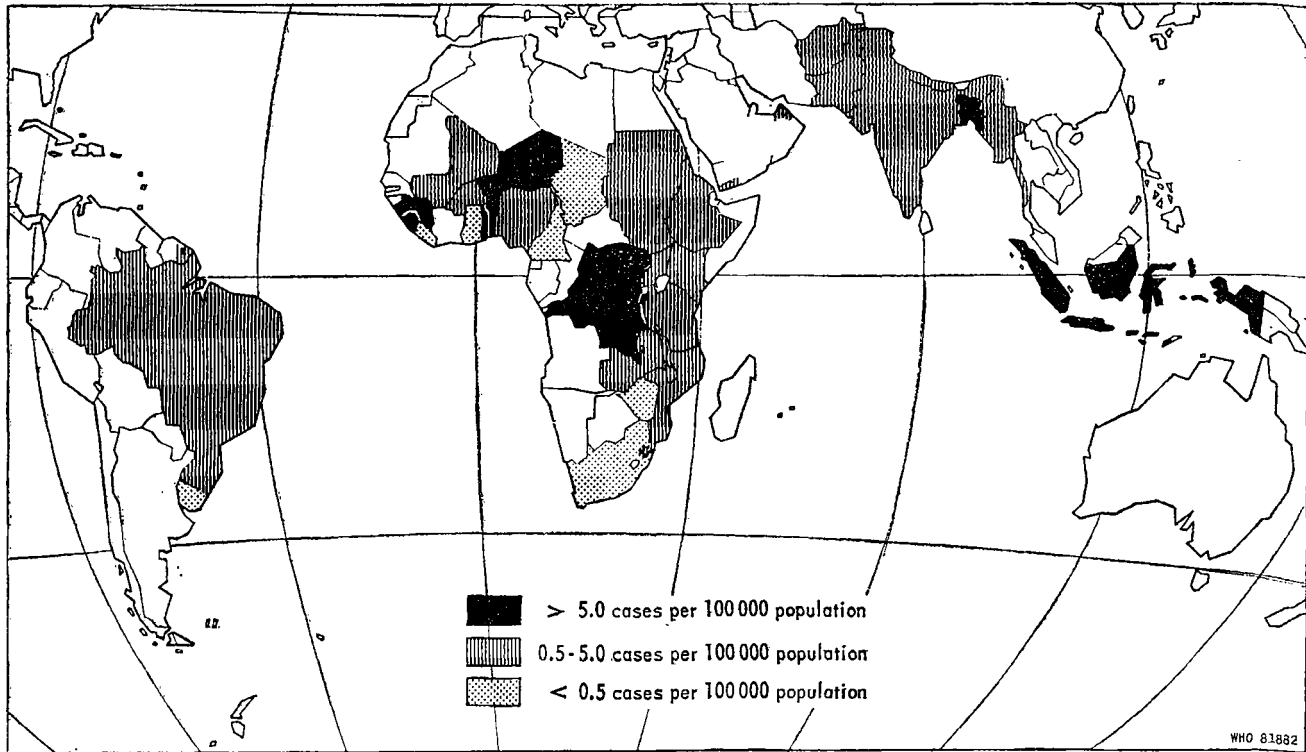 > 5.0 cases per 100 000 population
0.5-5.0 cases per 100 000 population
< 0.5 cases per 100 000 population
WHO 81882